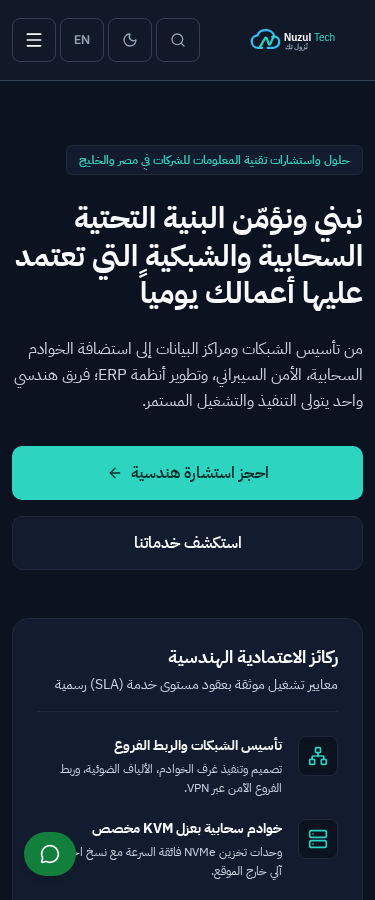 Nuzul Tech
نُزول تك
EN
حلول واستشارات تقنية المعلومات للشركات في مصر والخليج
نبني ونؤمّن البنية التحتية
السحابية والشبكية التي تعتمد
عليها أعمالك يومياً
من تأسيس الشبكات ومراكز البيانات إلى استضافة الخوادم
السحابية، الأمن السيبراني، وتطوير أنظمة ERP؛ فريق هندسي
واحد يتولى التنفيذ والتشغيل المستمر.
احجز استشارة هندسية
استكشف خدماتنا
ركائز الاعتمادية الهندسية
معايير تشغيل موثقة بعقود مستوى خدمة (SLA) رسمية
تأسيس الشبكات والربط الفروع
تصميم وتنفيذ غرف الخوادم، الألياف الضوئية، وربط
الفروع الآمن عبر VPN.
خوادم سحابية بعزل KVM مخصص
وحدات تخزين NVMe فائقة السرعة مع نسخ
آلي خارج الموقع.